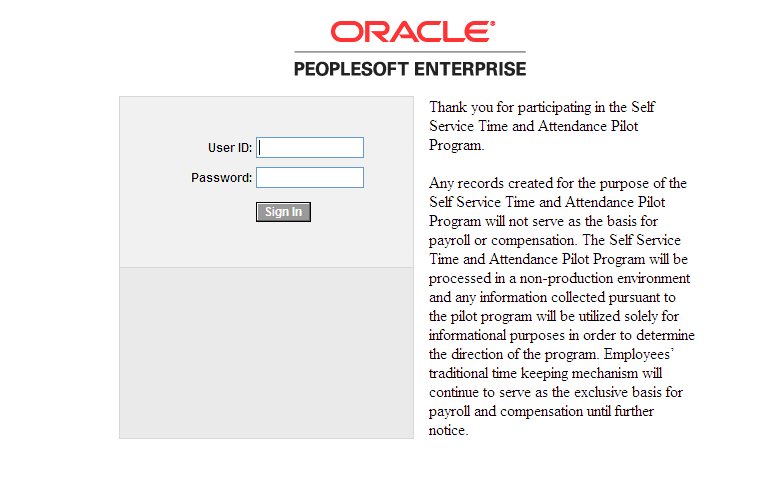 ORACLE®
PEOPLESOFT ENTERPRISE
User ID:
Password:
Sign In
Thank you for participating in the Self
Service Time and Attendance Pilot
Program.
Any records created for the purpose of the
Self Service Time and Attendance Pilot
Program will not serve as the basis for
payroll or compensation. The Self Service
Time and Attendance Pilot Program will be
processed in a non-production environment
and any information collected pursuant to
the pilot program will be utilized solely for
informational purposes in order to determine
the direction of the program. Employees’
traditional time keeping mechanism will
continue to serve as the exclusive basis for
payroll and compensation until further
notice.